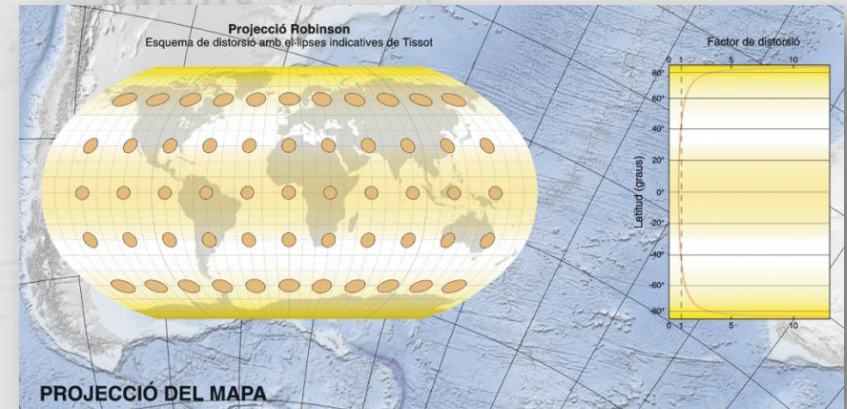 Projecció Robinson
Esquema de distorsió amb el·lipses indicatives de Tissot
Factor de distorsió
0 1 5 10
80°
60°
40°
20°
0°
-20°
-40°
-60°
-80°
Latitud (graus)
0 1 5 10
PROJECCIÓ DEL MAPA